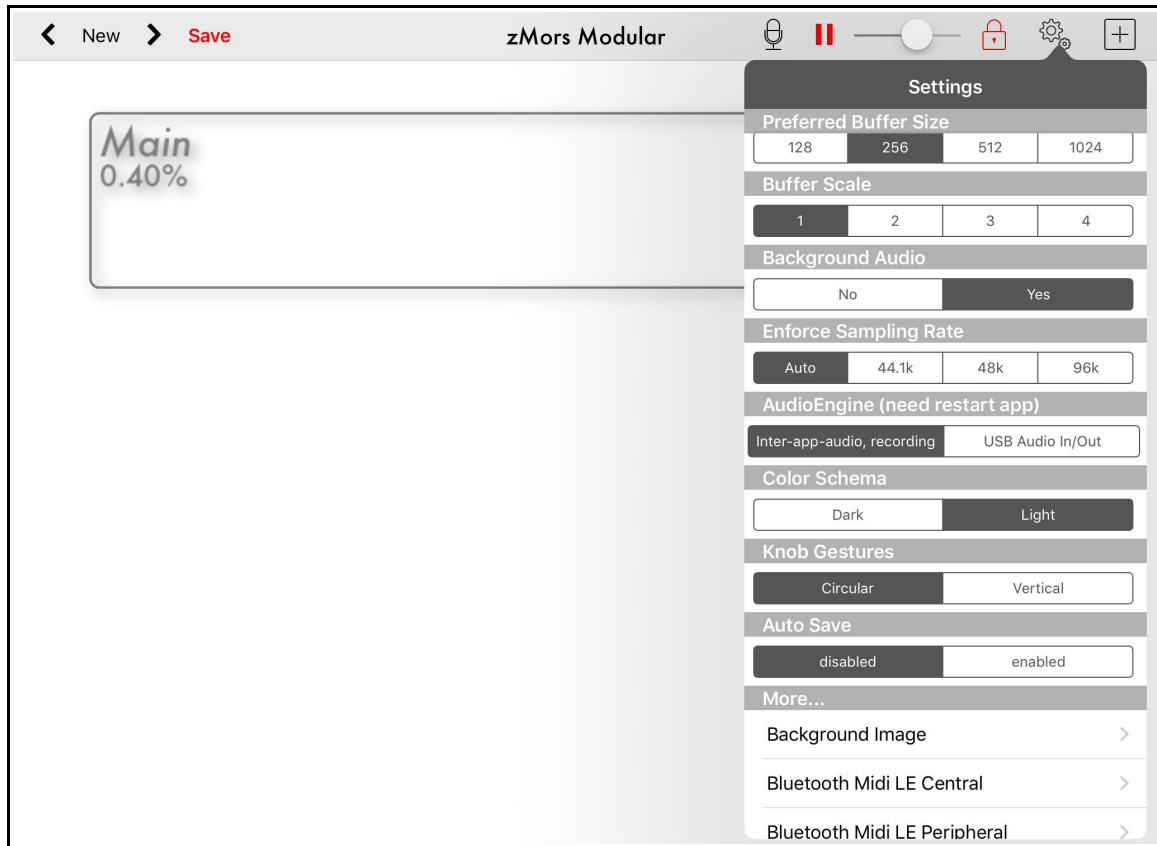 New Save zMors Modular
Settings
Preferred Buffer Size
128 256 512 1024
Main
0.40%
Buffer Scale
1 2 3 4
Background Audio
No Yes
Enforce Sampling Rate
Auto 44.1k 48k 96k
AudioEngine (need restart app)
Inter-app-audio, recording USB Audio In/Out
Color Schema
Dark Light
Knob Gestures
Circular Vertical
Auto Save
disabled enabled
More...
Background Image
Bluetooth Midi LE Central
Bluetooth Midi LE Peripheral